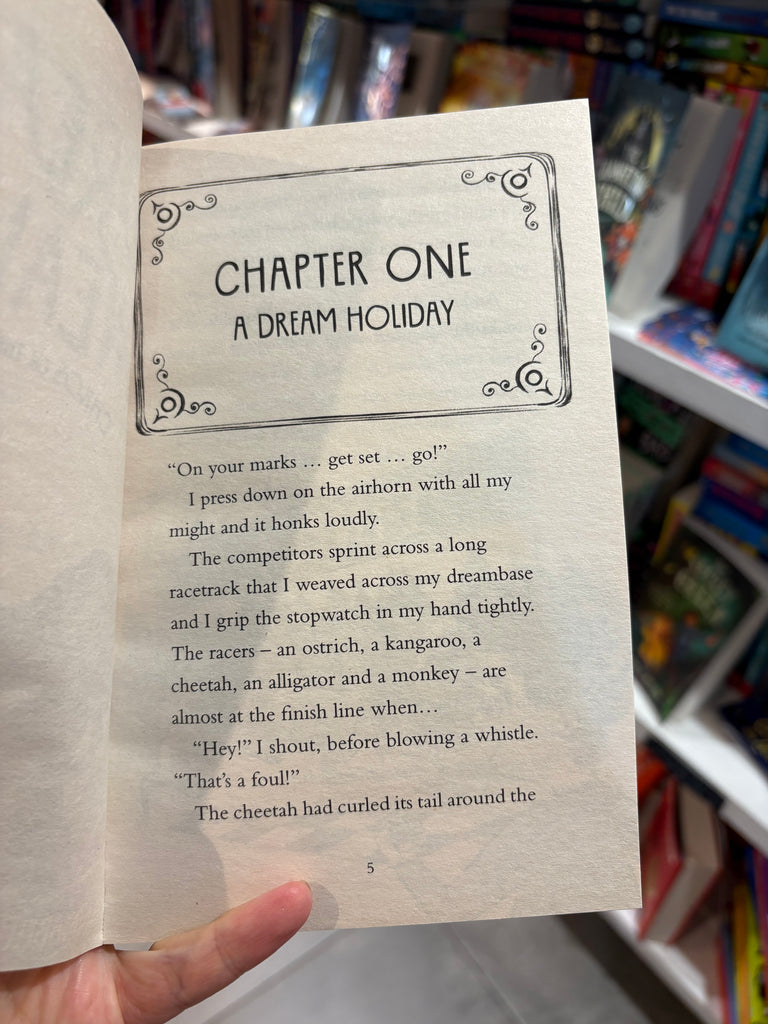 CHAPTER ONE
A DREAM HOLIDAY
“On your marks … get set … go!”
I press down on the airhorn with all my
might and it honks loudly.
The competitors sprint across a long
racetrack that I weaved across my dreambase
and I grip the stopwatch in my hand tightly.
The racers – an ostrich, a kangaroo, a
cheetah, an alligator and a monkey – are
almost at the finish line when…
“Hey!” I shout, before blowing a whistle.
“That’s a foul!”
The cheetah had curled its tail around the
5